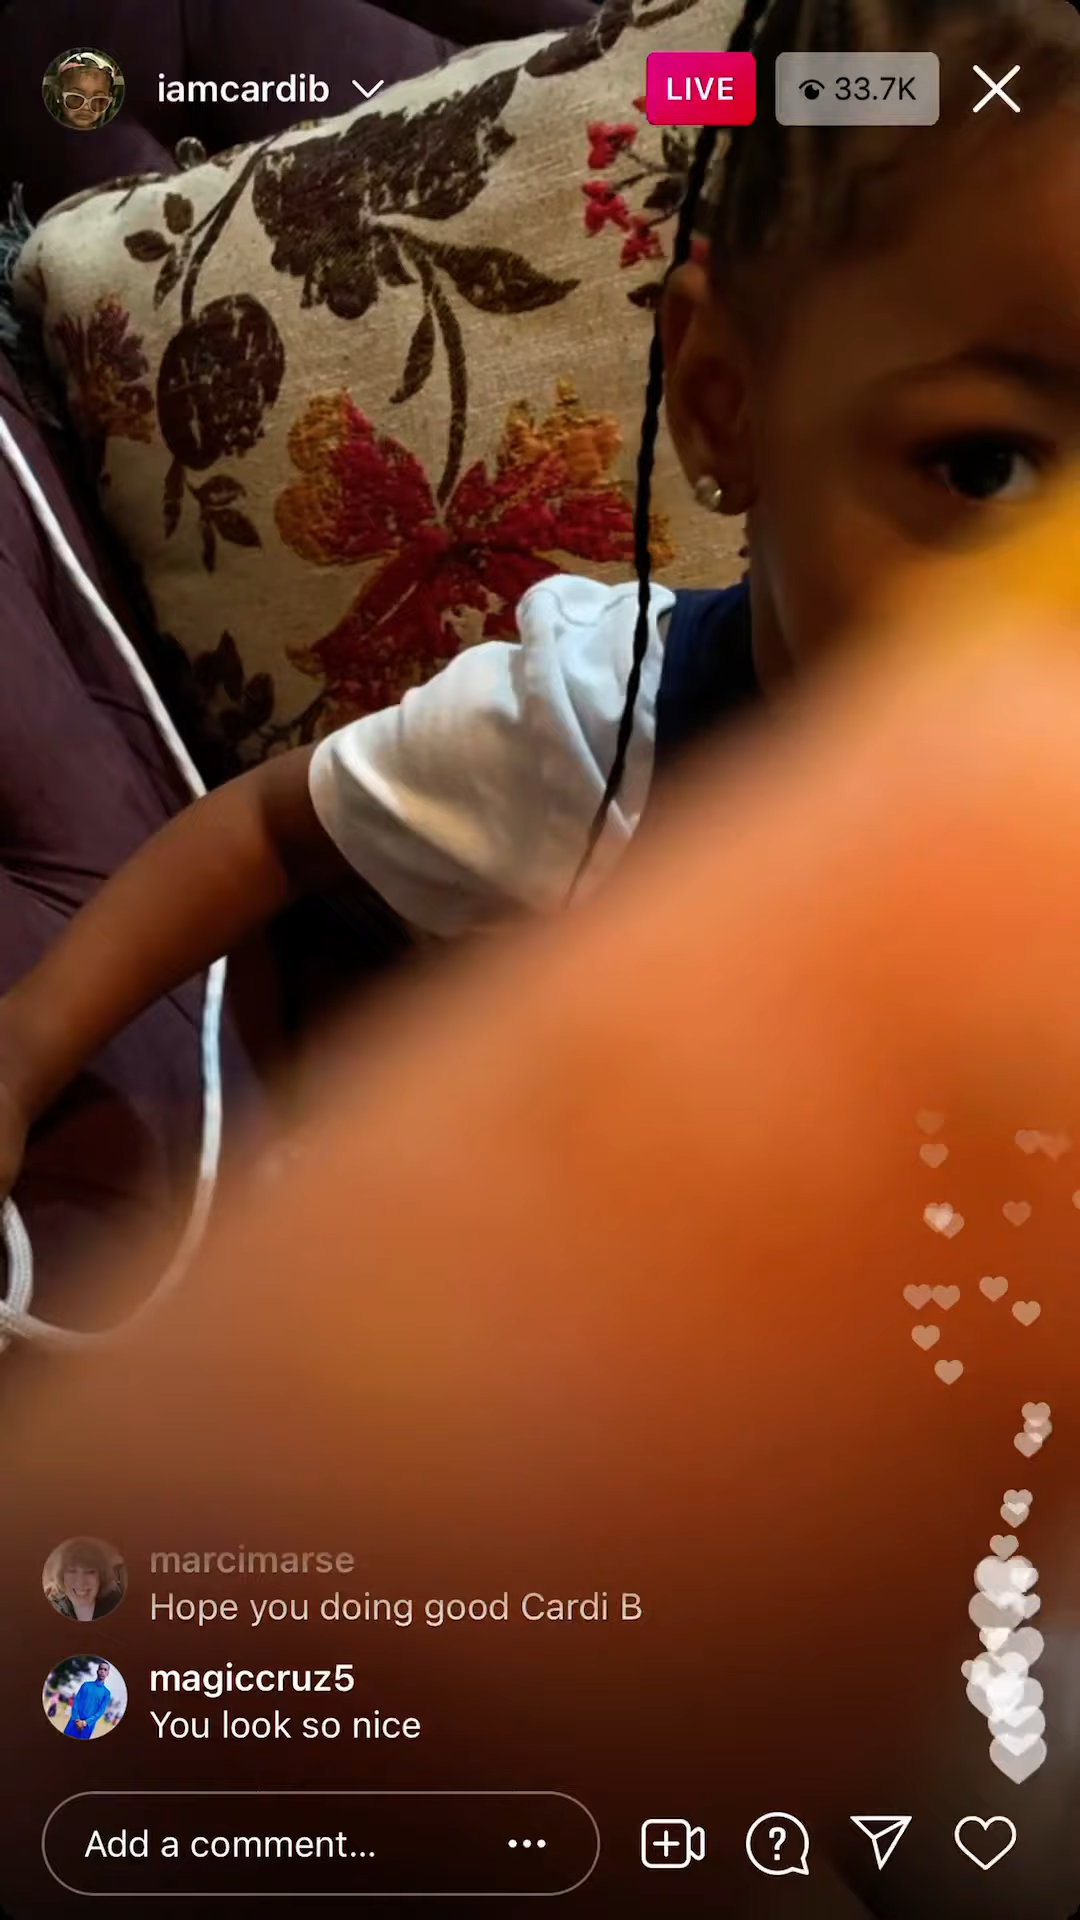 iamcardib
LIVE
33.7K
marcimarse
Hope you doing good Cardi B
magiccruz5
You look so nice
Add a comment...